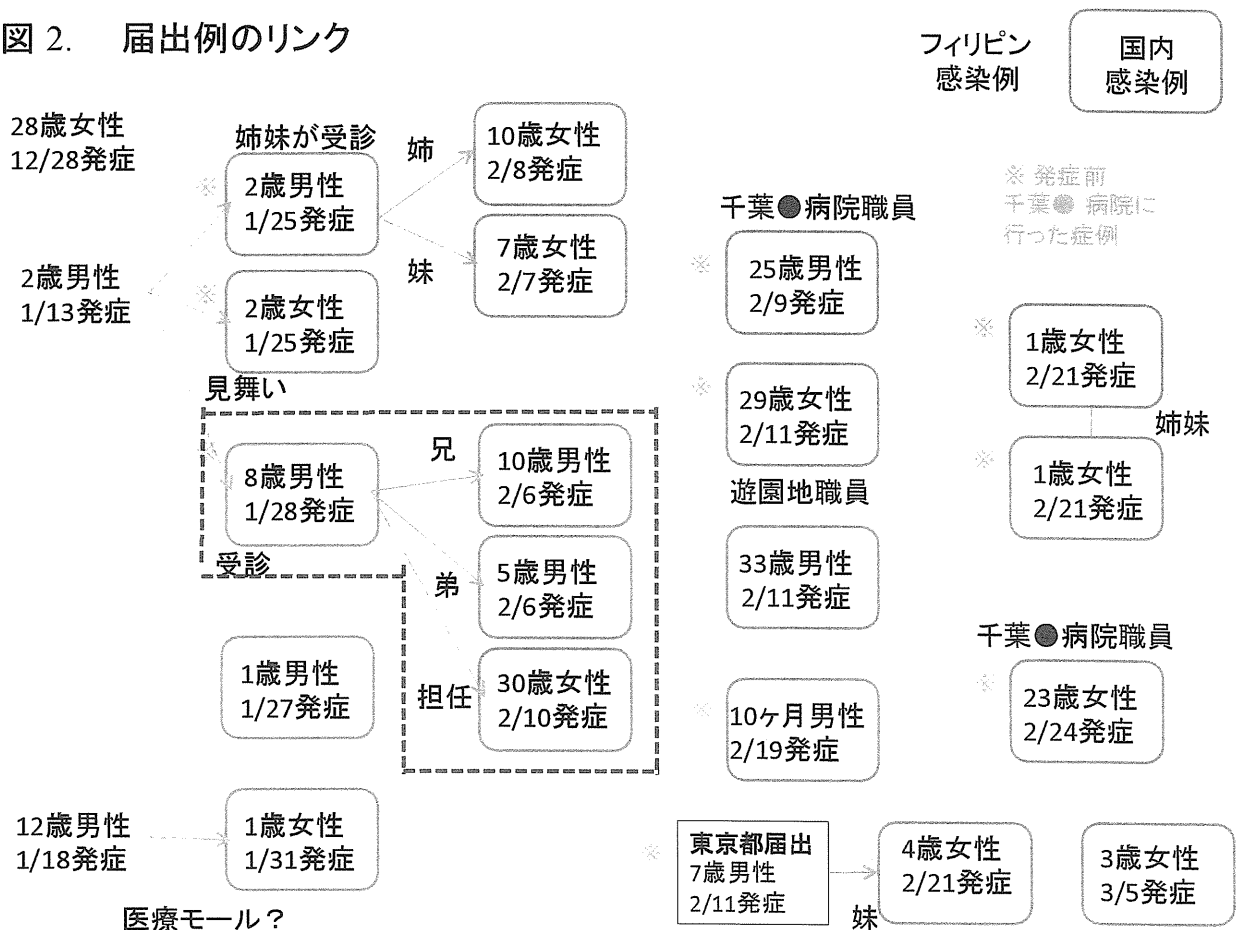 図 2. 届出例のリンク
フィリピン
感染例
国内
感染例
28歳女性
12/28発症
2歳男性
1/13発症
姉妹が受診
※
2歳男性
1/25発症
※
2歳女性
1/25発症
姉
10歳女性
2/8発症
妹
7歳女性
2/7発症
見舞い
8歳男性
1/28発症
受診
兄
10歳男性
2/6発症
弟
5歳男性
2/6発症
担任
30歳女性
2/10発症
1歳男性
1/27発症
12歳男性
1/18発症
1歳女性
1/31発症
医療モール?
千葉●病院職員
※
25歳男性
2/9発症
※
29歳女性
2/11発症
遊園地職員
33歳男性
2/11発症
※
10ヶ月男性
2/19発症
※ 発症前
千葉● 病院に
行った症例
※
1歳女性
2/21発症
姉妹
※
1歳女性
2/21発症
千葉●病院職員
※
23歳女性
2/24発症
※
東京都届出
7歳男性
2/11発症
妹
4歳女性
2/21発症
3歳女性
3/5発症